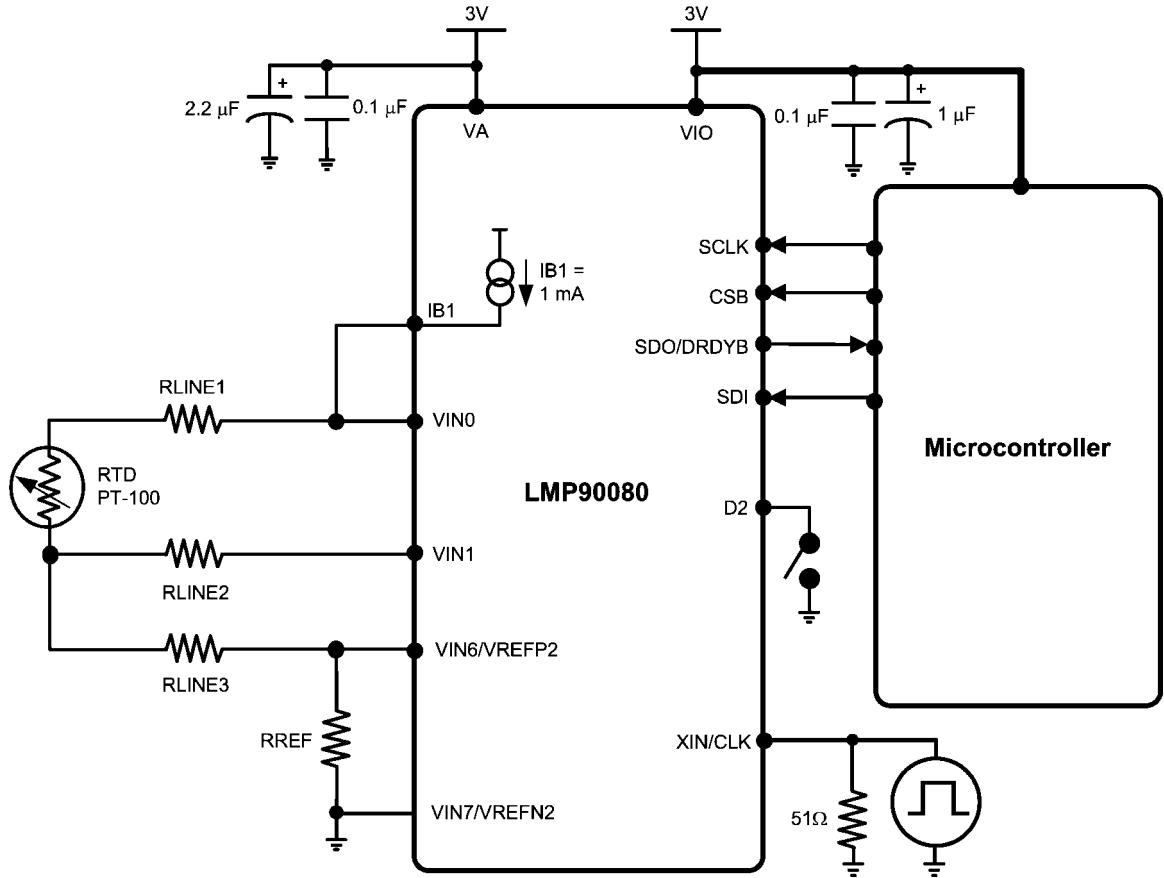 3V
3V
+
2.2 µF
0.1 µF
VA
VIO
0.1 µF
+
1 µF
SCLK
CSB
SDO/DRDYB
SDI
IB1 =
1 mA
IB1
RLINE1
VIN0
RTD
PT-100
LMP90080
Microcontroller
D2
VIN1
RLINE2
VIN6/VREFP2
RLINE3
RREF
XIN/CLK
VIN7/VREFN2
51Ω